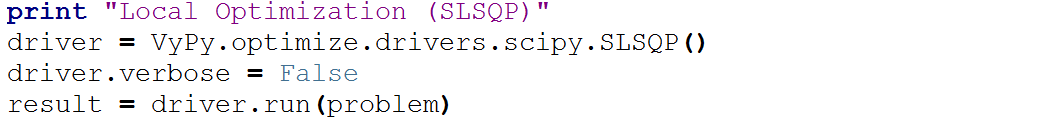 print "Local Optimization (SLSQP)"
driver = VyPy.optimize.drivers.scipy.SLSQP()
driver.verbose = False
result = driver.run(problem)